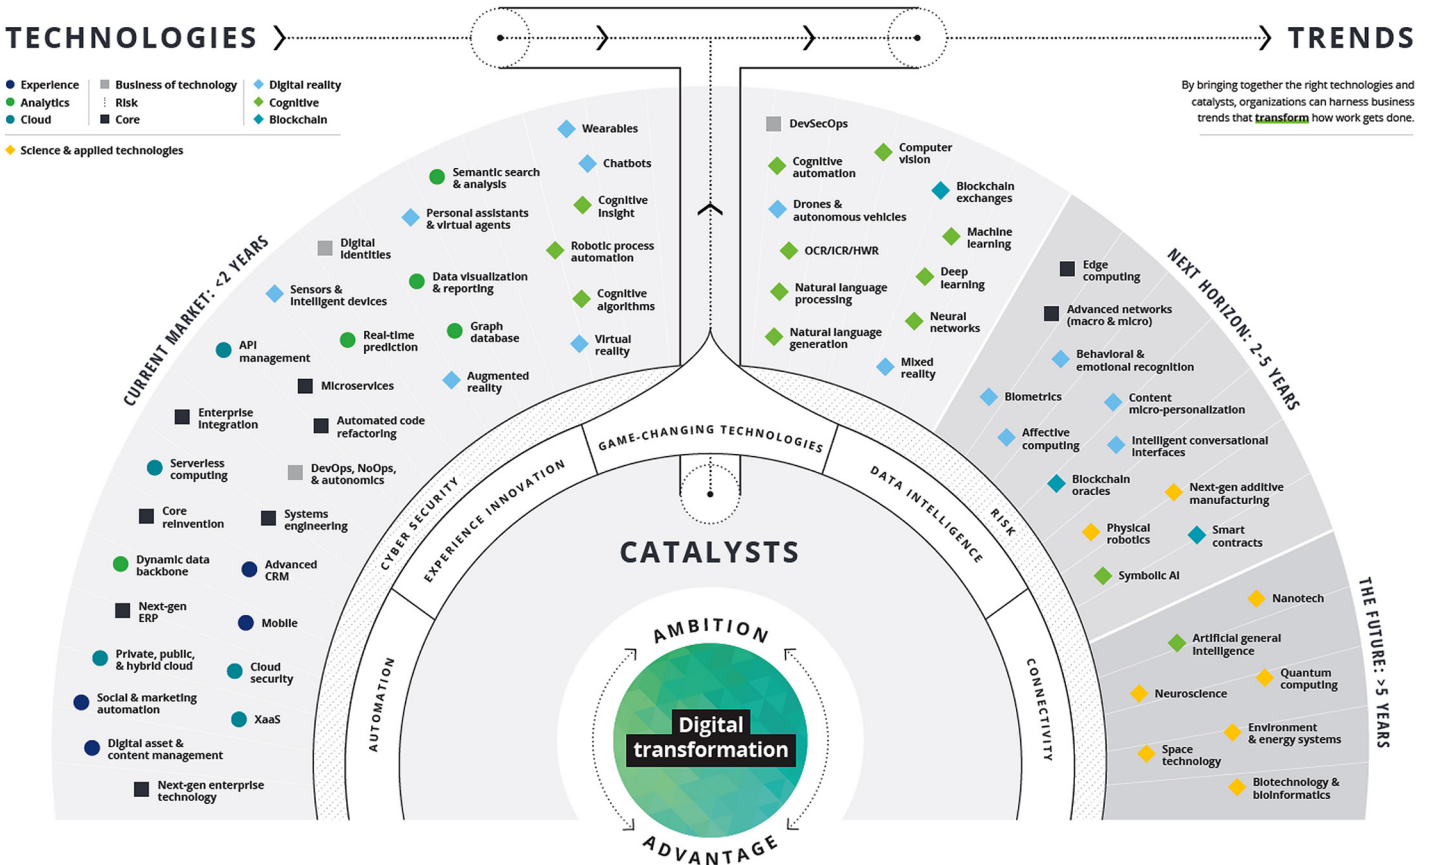 TECHNOLOGIES
TRENDS
Experience
Analytics
Cloud
Business of technology
Risk
Core
Digital reality
Cognitive
Blockchain
Science & applied technologies
By bringing together the right technologies and
catalysts, organizations can harness business
trends that transform how work gets done.
CURRENT MARKET: <2 YEARS
Wearables
Chatbots
Semantic search
& analysis
Cognitive
insight
Personal assistants
& virtual agents
Digital
identities
Robotic process
automation
Data visualization
& reporting
Sensors &
intelligent devices
Cognitive
algorithms
Graph
database
Real-time
prediction
Virtual
reality
API
management
Augmented
reality
Microservices
Enterprise
integration
Automated code
refactoring
Serverless
computing
DevOps, NoOps,
& autonomics
Core
reinvention
Systems
engineering
Dynamic data
backbone
Advanced
CRM
Next-gen
ERP
Mobile
Private, public,
& hybrid cloud
Cloud
security
Social & marketing
automation
XaaS
Digital asset &
content management
Next-gen enterprise
technology
DevSecOps
Computer
vision
Cognitive
automation
Blockchain
exchanges
Drones &
autonomous vehicles
Machine
learning
OCR/ICR/HWR
Deep
learning
Natural language
processing
Neural
networks
Natural language
generation
Mixed
reality
NEXT HORIZON: 2-5 YEARS
Edge
computing
Advanced networks
(macro & micro)
Behavioral &
emotional recognition
Biometrics
Content
micro-personalization
Affective
computing
Intelligent conversational
interfaces
Blockchain
oracles
Next-gen additive
manufacturing
Physical
robotics
Smart
contracts
Symbolic AI
THE FUTURE: >5 YEARS
Nanotech
Artificial general
intelligence
Quantum
computing
Neuroscience
Environment
& energy systems
Space
technology
Biotechnology &
bioinformatics
CYBER SECURITY
RISK
AUTOMATION
EXPERIENCE INNOVATION
GAME-CHANGING TECHNOLOGIES
DATA INTELLIGENCE
CONNECTIVITY
CATALYSTS
AMBITION
Digital
transformation
ADVANTAGE